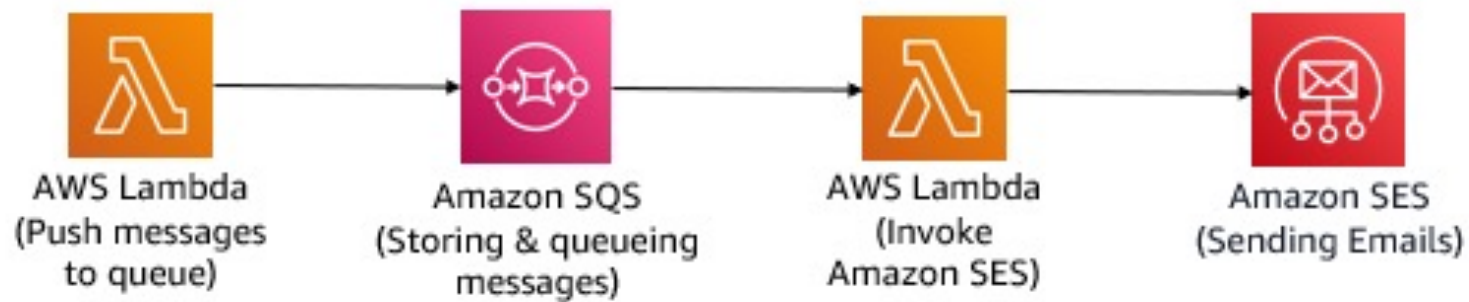 AWS Lambda
(Push messages
to queue)
Amazon SQS
(Storing & queueing
messages)
AWS Lambda
(Invoke
Amazon SES)
Amazon SES
(Sending Emails)